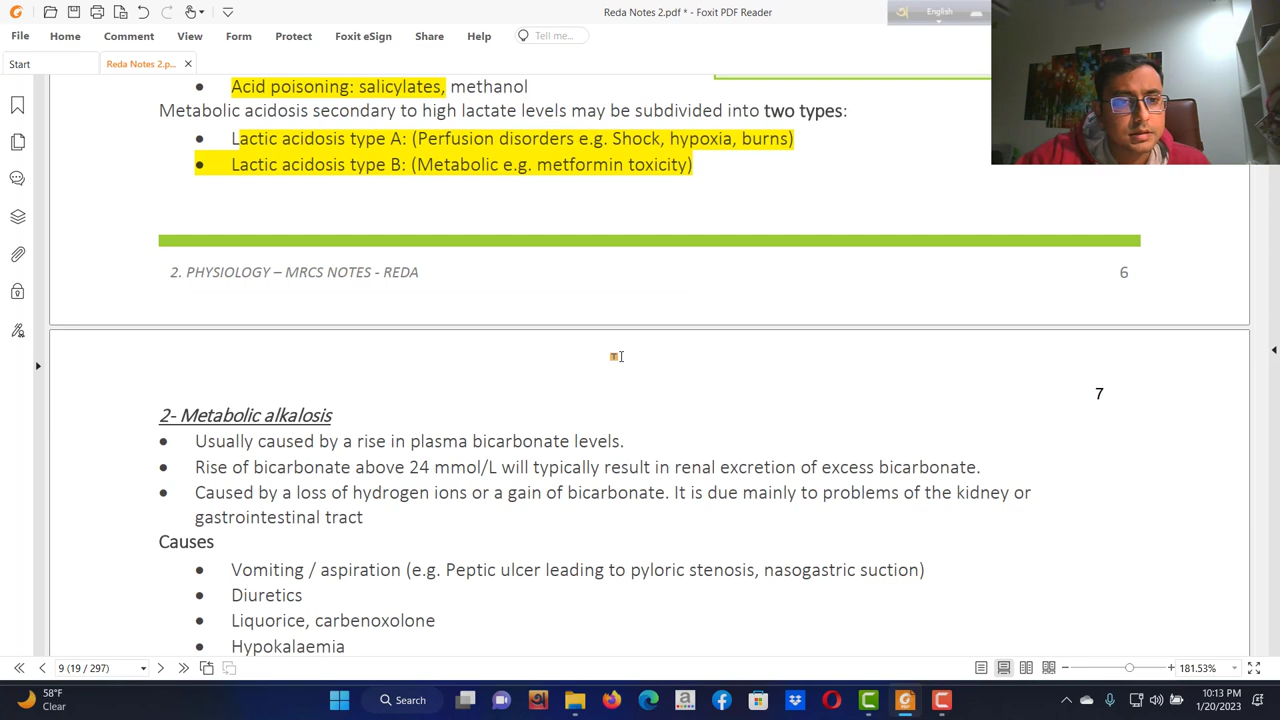 Reda Notes 2.pdf * - Foxit PDF Reader
English
File Home Comment View Form Protect Foxit eSign Share Help Tell me...
Start Reda Notes 2.p...
• Acid poisoning: salicylates, methanol
Metabolic acidosis secondary to high lactate levels may be subdivided into two types:
• Lactic acidosis type A: (Perfusion disorders e.g. Shock, hypoxia, burns)
• Lactic acidosis type B: (Metabolic e.g. metformin toxicity)
2. PHYSIOLOGY – MRCS NOTES - REDA 6
7
2- Metabolic alkalosis
• Usually caused by a rise in plasma bicarbonate levels.
• Rise of bicarbonate above 24 mmol/L will typically result in renal excretion of excess bicarbonate.
• Caused by a loss of hydrogen ions or a gain of bicarbonate. It is due mainly to problems of the kidney or
gastrointestinal tract
Causes
• Vomiting / aspiration (e.g. Peptic ulcer leading to pyloric stenosis, nasogastric suction)
• Diuretics
• Liquorice, carbenoxolone
• Hypokalaemia
9 (19 / 297) 181.53%
58°F
Clear
Search
10:13 PM
1/20/2023